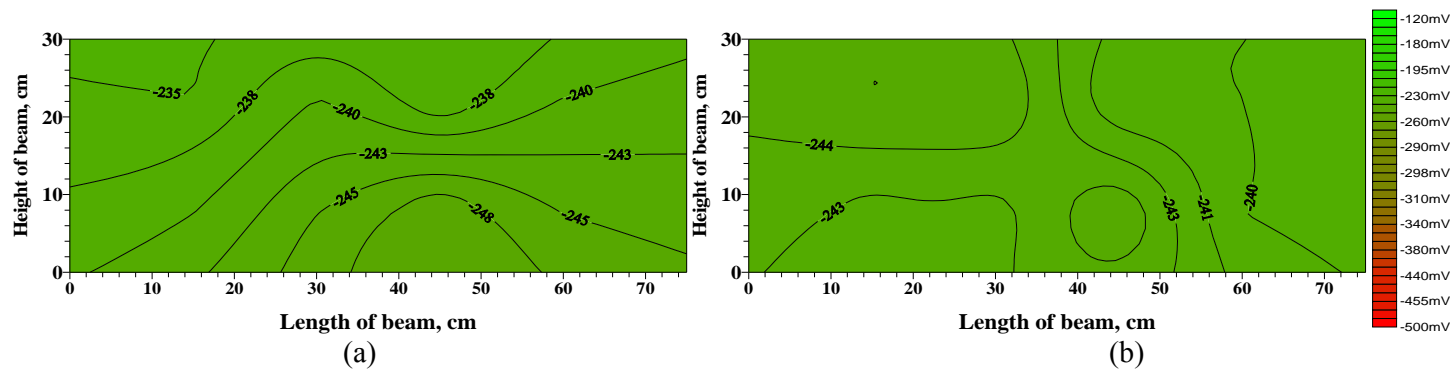 30
20
10
0
Height of beam, cm
-235
-238
-240
-243
-245
-248
-238
-240
-243
-245
0 10 20 30 40 50 60 70
Length of beam, cm
(a)
30
20
10
0
Height of beam, cm
-244
-243
-243
-241
-240
0 10 20 30 40 50 60 70
Length of beam, cm
(b)
-120mV
-180mV
-195mV
-230mV
-260mV
-290mV
-298mV
-310mV
-340mV
-380mV
-440mV
-455mV
-500mV